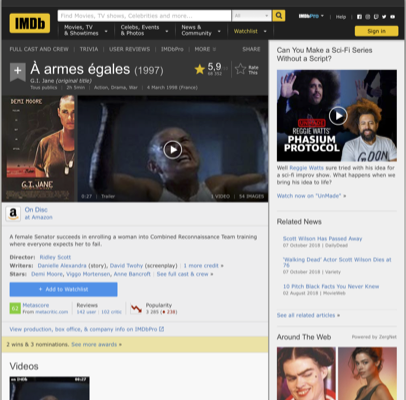 IMDb
Find Movies, TV shows, Celebrities and more...
All
IMDbPro
Help
Movies, TV & Showtimes
Celebs, Events & Photos
News & Community
Watchlist
Sign in
FULL CAST AND CREW | TRIVIA | USER REVIEWS | IMDbPro | MORE
SHARE
À armes égales (1997)
G.I. Jane (original title)
Tous publics | 2h 5min | Action, Drama, War | 4 March 1998 (France)
5,9
Rate This
DEMI MOORE
G.I. JANE
0:27 | Trailer
1 VIDEO | 54 IMAGES
On Disc
at Amazon
A female Senator succeeds in enrolling a woman into Combined Reconnaissance Team training
where everyone expects her to fail.
Director: Ridley Scott
Writers: Danielle Alexandra (story), David Twohy (screenplay) | 1 more credit »
Stars: Demi Moore, Viggo Mortensen, Anne Bancroft | See full cast & crew »
+ Add to Watchlist
Metascore
From metacritic.com
Reviews
142 user | 102 critic
Popularity
3 285
View production, box office, & company info on IMDbPro
2 wins & 3 nominations. See more awards »
Videos
Can You Make a Sci-Fi Series
Without a Script?
REGGIE WATTS'
PHASM PROTOCOL
Well Reggie Watts sure tried with his idea for
a sci-fi improv show. What happens when we
bring his idea to life?
Watch now on "UnMade" »
Related News
Scott Wilson Has Passed Away
07 October 2018 | DailyDead
'Walking Dead' Actor Scott Wilson Dies at
76
07 October 2018 | Variety
10 Pitch Black Facts You Never Knew
02 August 2018 | MovieWeb
See all related articles »
Around The Web
Powered by ZergNet